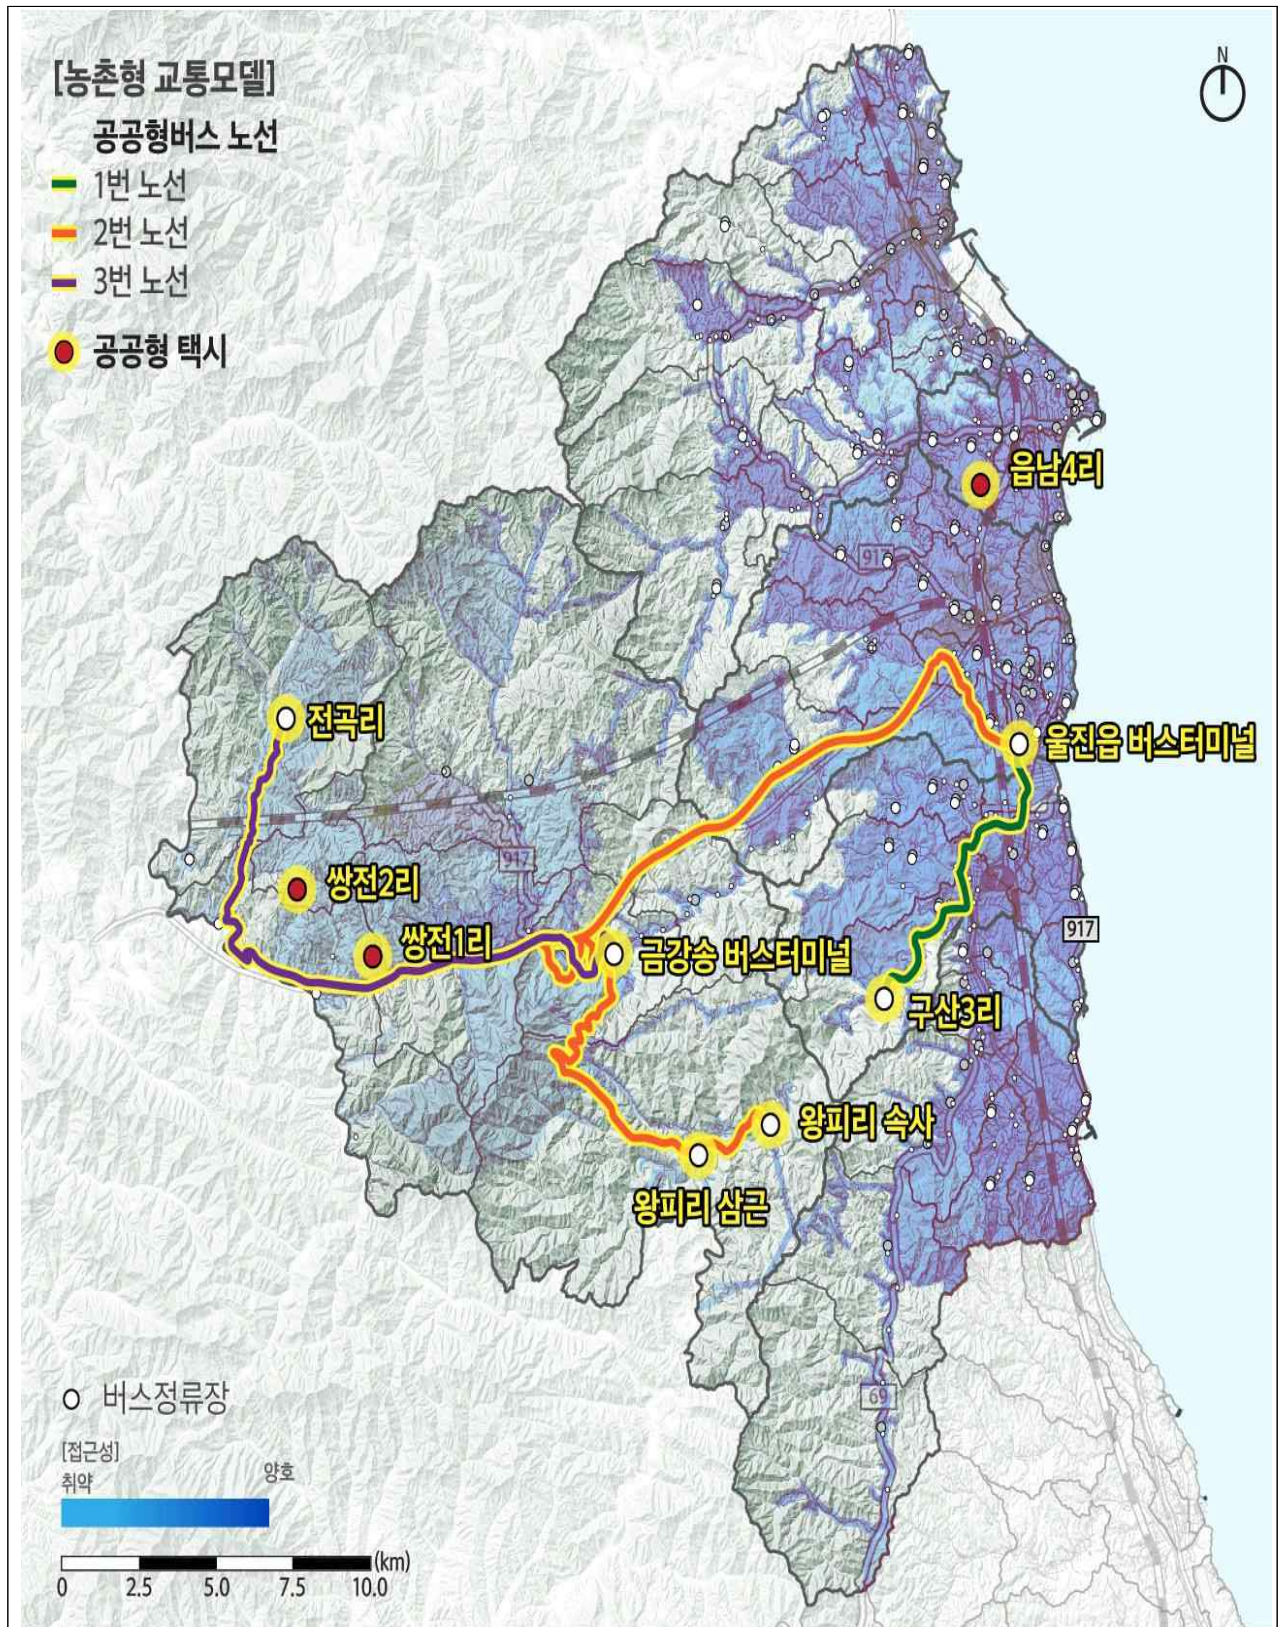 [농촌형 교통모델]
공공형버스 노선
1번 노선
2번 노선
3번 노선
공공형 택시
N
읍남4리
917
전곡리
울진읍 버스터미널
917
쌍전2리
쌍전1리
금강송 버스터미널
917
구산3리
왕피리 속사
왕피리 삼근
69
버스정류장
[접근성]
취약
양호
(km)
0 2.5 5.0 7.5 10.0